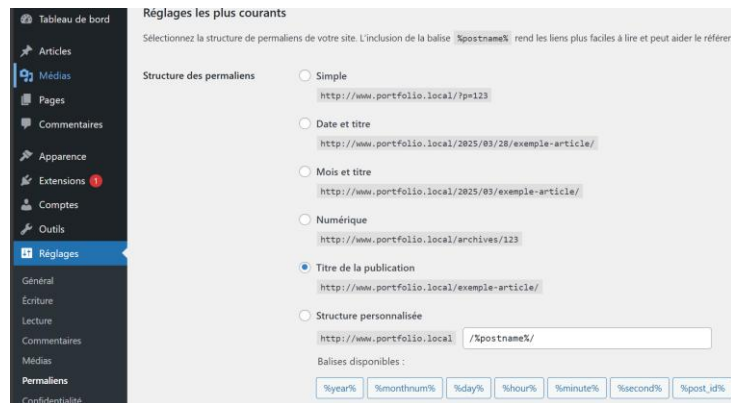 Tableau de bord
Articles
Médias
Pages
Commentaires
Apparence
Extensions 1
Comptes
Outils
Réglages
Général
Écriture
Lecture
Commentaires
Médias
Permaliens
Confidentialité
Réglages les plus courants
Sélectionnez la structure de permaliens de votre site. L'inclusion de la balise %postname% rend les liens plus faciles à lire et peut aider le référer
Structure des permaliens
Simple
http://www.portfolio.local/?p=123
Date et titre
http://www.portfolio.local/2025/03/28/exemple-article/
Mois et titre
http://www.portfolio.local/2025/03/exemple-article/
Numérique
http://www.portfolio.local/archives/123
Titre de la publication
http://www.portfolio.local/exemple-article/
Structure personnalisée
http://www.portfolio.local /%postname%/
Balises disponibles :
%year% %monthnum% %day% %hour% %minute% %second% %post_id%